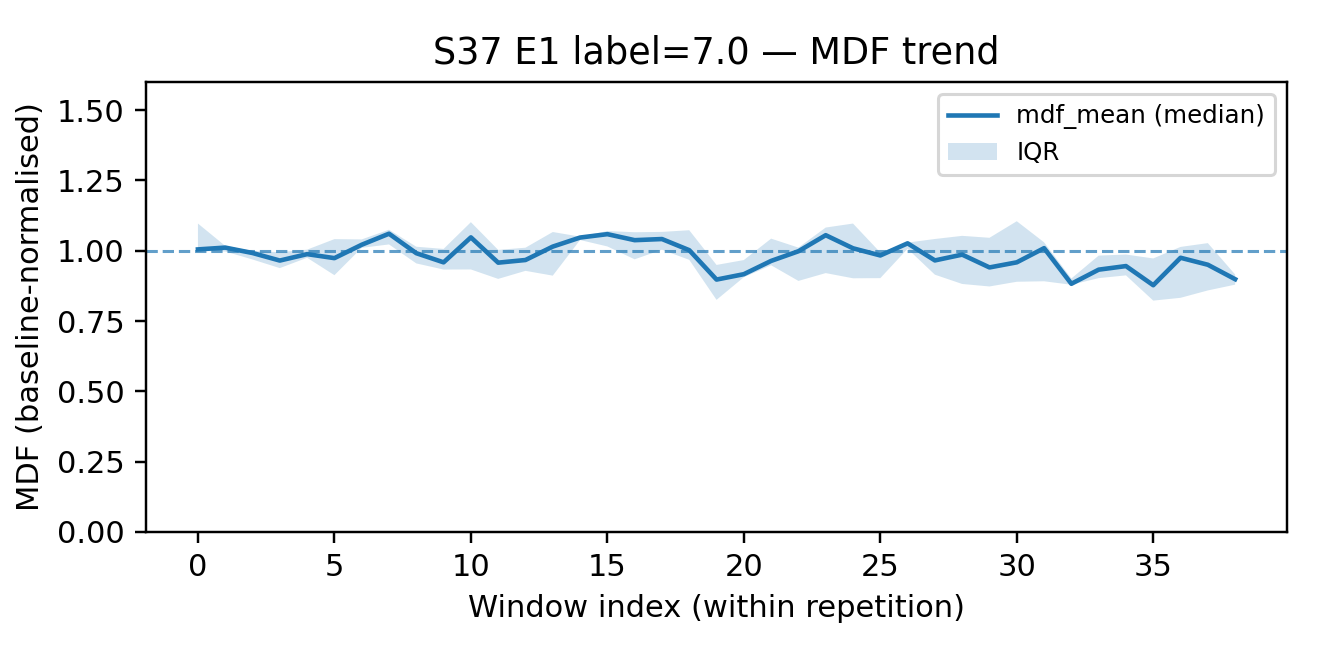 S37 E1 label=7.0 — MDF trend
mdf_mean (median)
IQR
MDF (baseline-normalised)
1.50
1.25
1.00
0.75
0.50
0.25
0.00
0 5 10 15 20 25 30 35
Window index (within repetition)